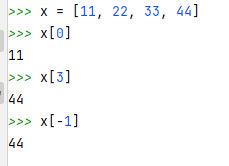 >>> x = [11, 22, 33, 44]
>>> x[0]
11
>>> x[3]
44
>>> x[-1]
44